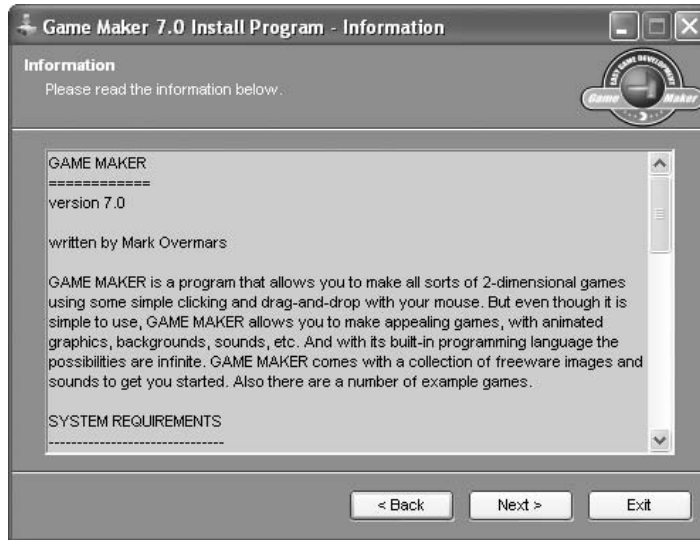 Game Maker 7.0 Install Program - Information
Information
Please read the information below.
EASY GAME DEVELOPMENT
Game Maker
GAME MAKER
============
version 7.0
written by Mark Overmars
GAME MAKER is a program that allows you to make all sorts of 2-dimensional games
using some simple clicking and drag-and-drop with your mouse. But even though it is
simple to use, GAME MAKER allows you to make appealing games, with animated
graphics, backgrounds, sounds, etc. And with its built-in programming language the
possibilities are infinite. GAME MAKER comes with a collection of freeware images and
sounds to get you started. Also there are a number of example games.
SYSTEM REQUIREMENTS
-------------------------------
< Back
Next >
Exit